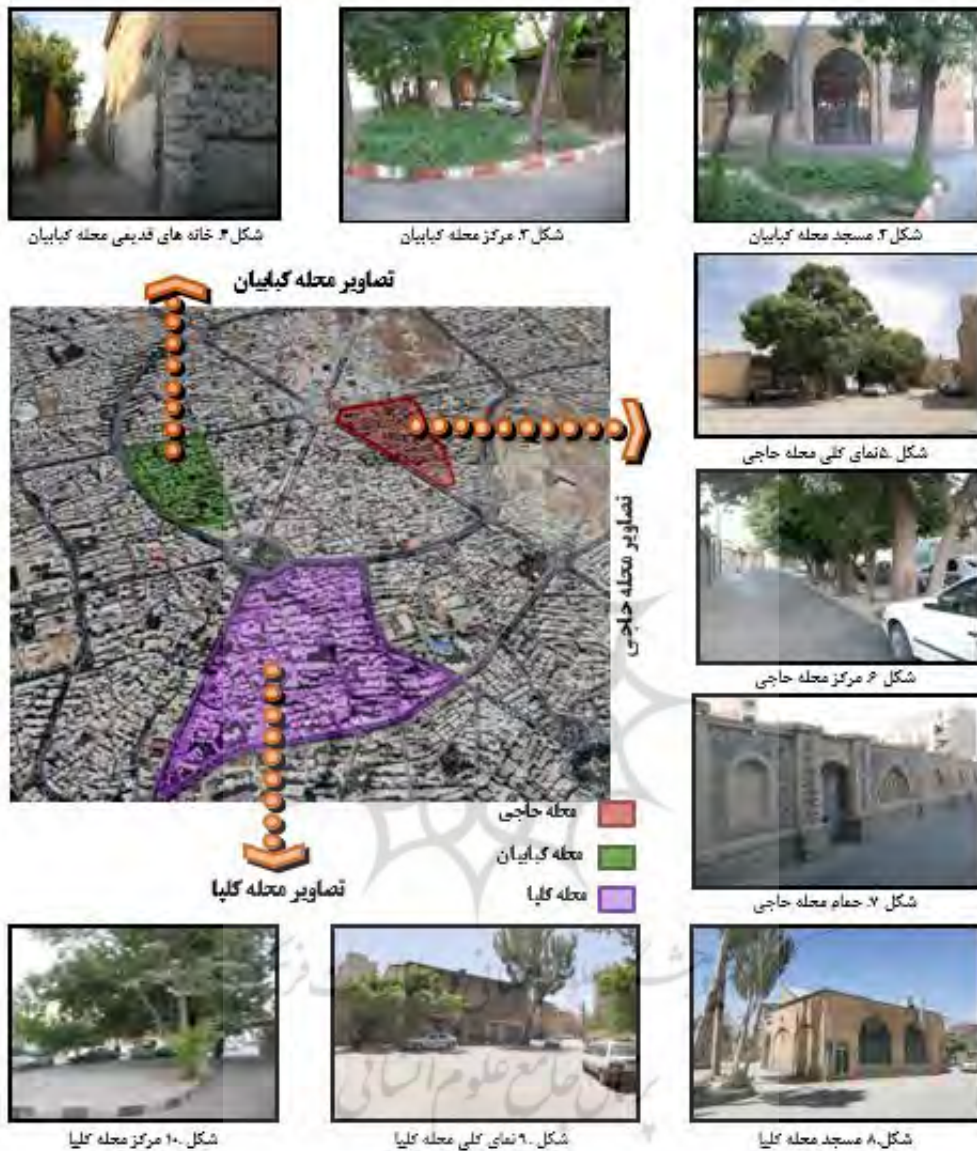 شکل ۲. مسجد محله کبابیان
شکل ۳. مرکز محله کبابیان
شکل ۴. خانه های قدیمی محله کبابیان
تصاویر محله کبابیان
شکل ۵. نمای کلی محله حاجی
تصاویر محله حاجی
شکل ۶. مرکز محله حاجی
شکل ۷. حمام محله حاجی
محله حاجی
محله کبابیان
محله کلپا
تصاویر محله کلپا
شکل ۸. مسجد محله کلپا
شکل ۹. نمای کلی محله کلپا
شکل ۱۰. مرکز محله کلپا
جامع علوم انسانی